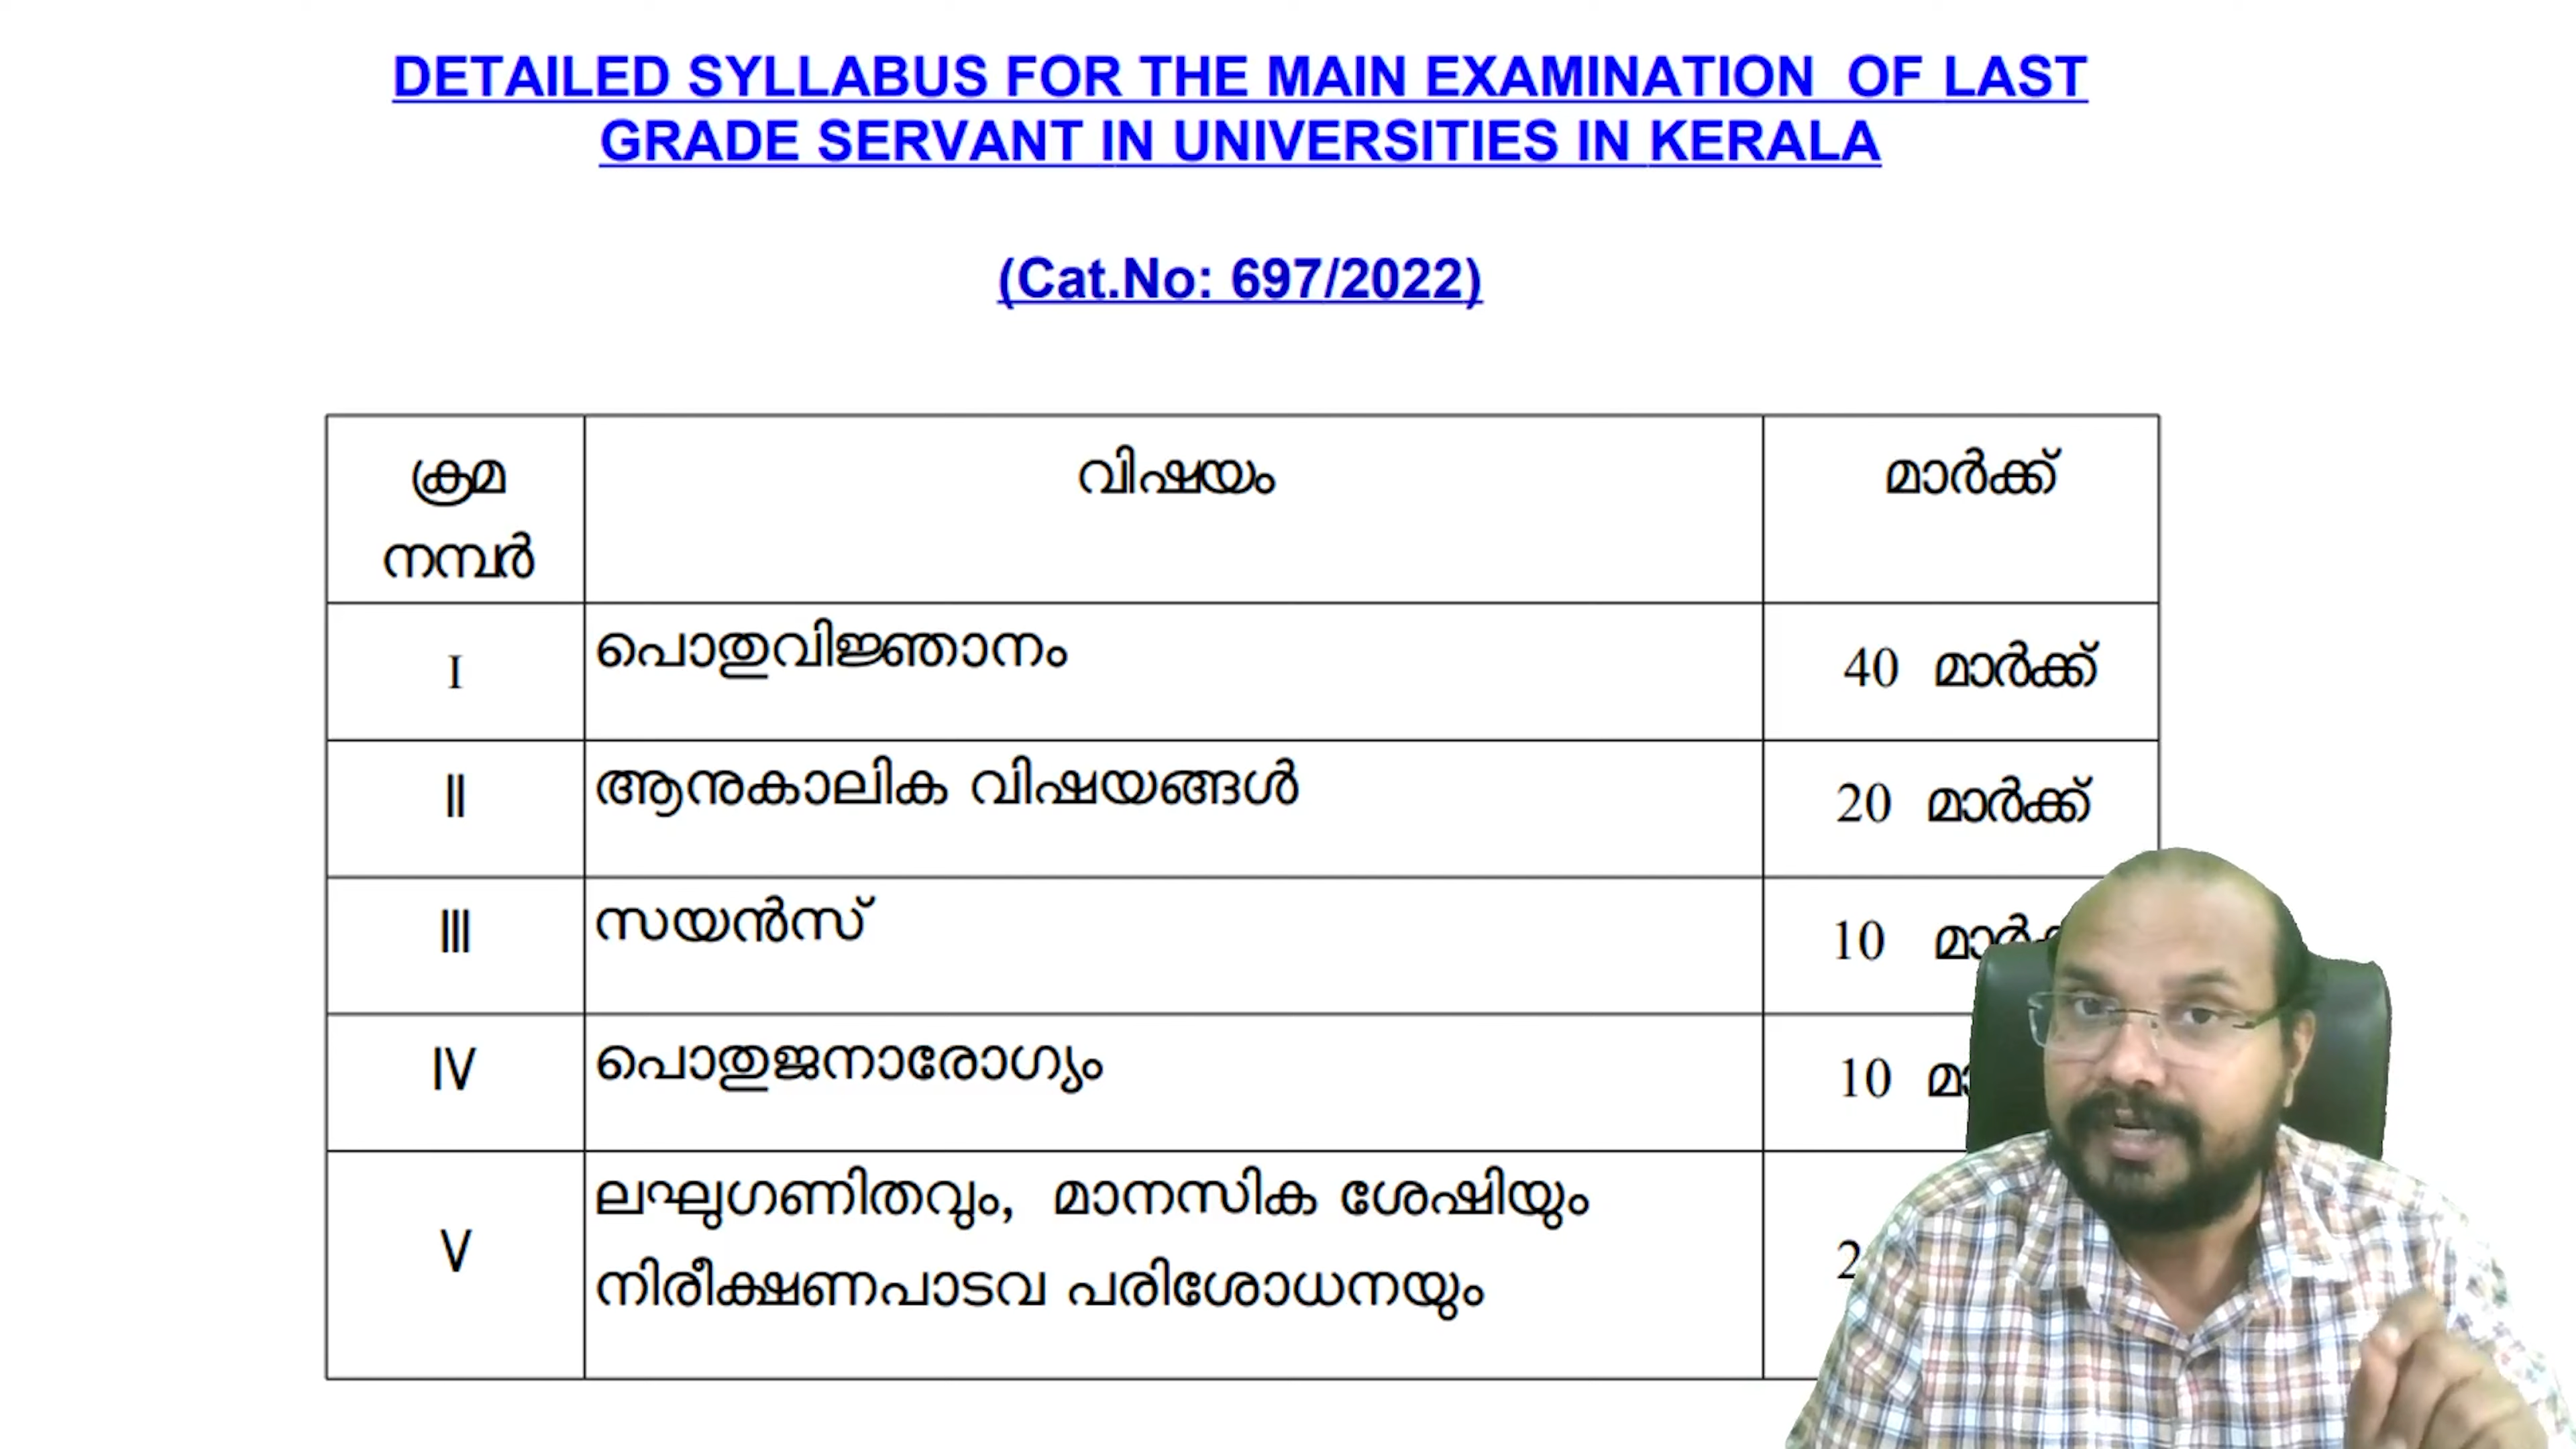 DETAILED SYLLABUS FOR THE MAIN EXAMINATION OF LAST
GRADE SERVANT IN UNIVERSITIES IN KERALA
(Cat.No: 697/2022)
ക്രമ
നമ്പർ
വിഷയം
മാർക്ക്
I
പൊതുവിജ്ഞാനം
40 മാർക്ക്
II
ആനുകാലിക വിഷയങ്ങൾ
20 മാർക്ക്
III
സയൻസ്
10
IV
പൊതുജനാരോഗ്യം
10
V
ലഘുഗണിതവും, മാനസിക ശേഷിയും
നിരീക്ഷണപാടവ പരിശോധനയും